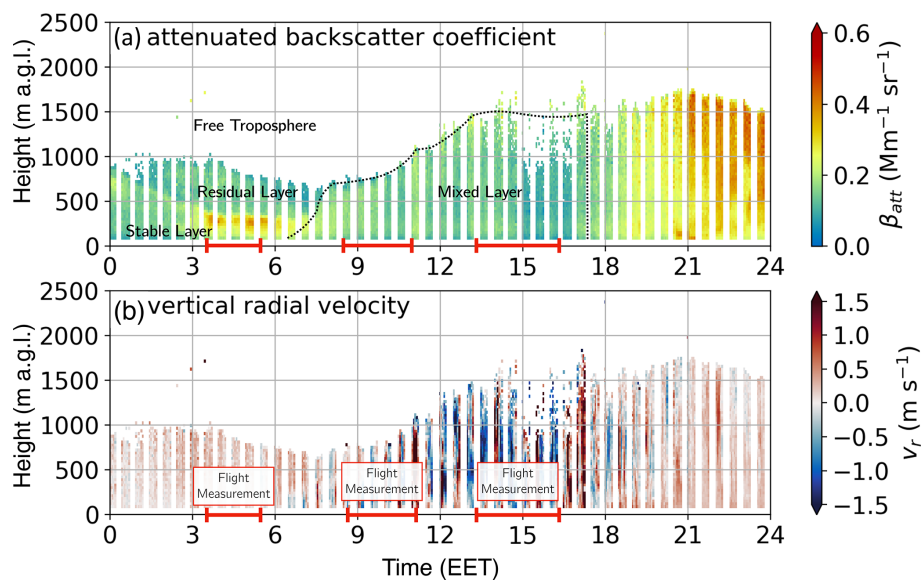 (a) attenuated backscatter coefficient
2500
2000
1500
1000
500
0
Height (m a.g.l.)
Free Troposphere
Residual Layer
Mixed Layer
Stable Layer
0 3 6 9 12 15 18 21 24
0.6
0.4
0.2
0.0
β_att (Mm⁻¹ sr⁻¹)
(b) vertical radial velocity
2500
2000
1500
1000
500
0
Height (m a.g.l.)
Flight
Measurement
Flight
Measurement
Flight
Measurement
0 3 6 9 12 15 18 21 24
Time (EET)
1.5
1.0
0.5
0.0
−0.5
−1.0
−1.5
v_r (m s⁻¹)